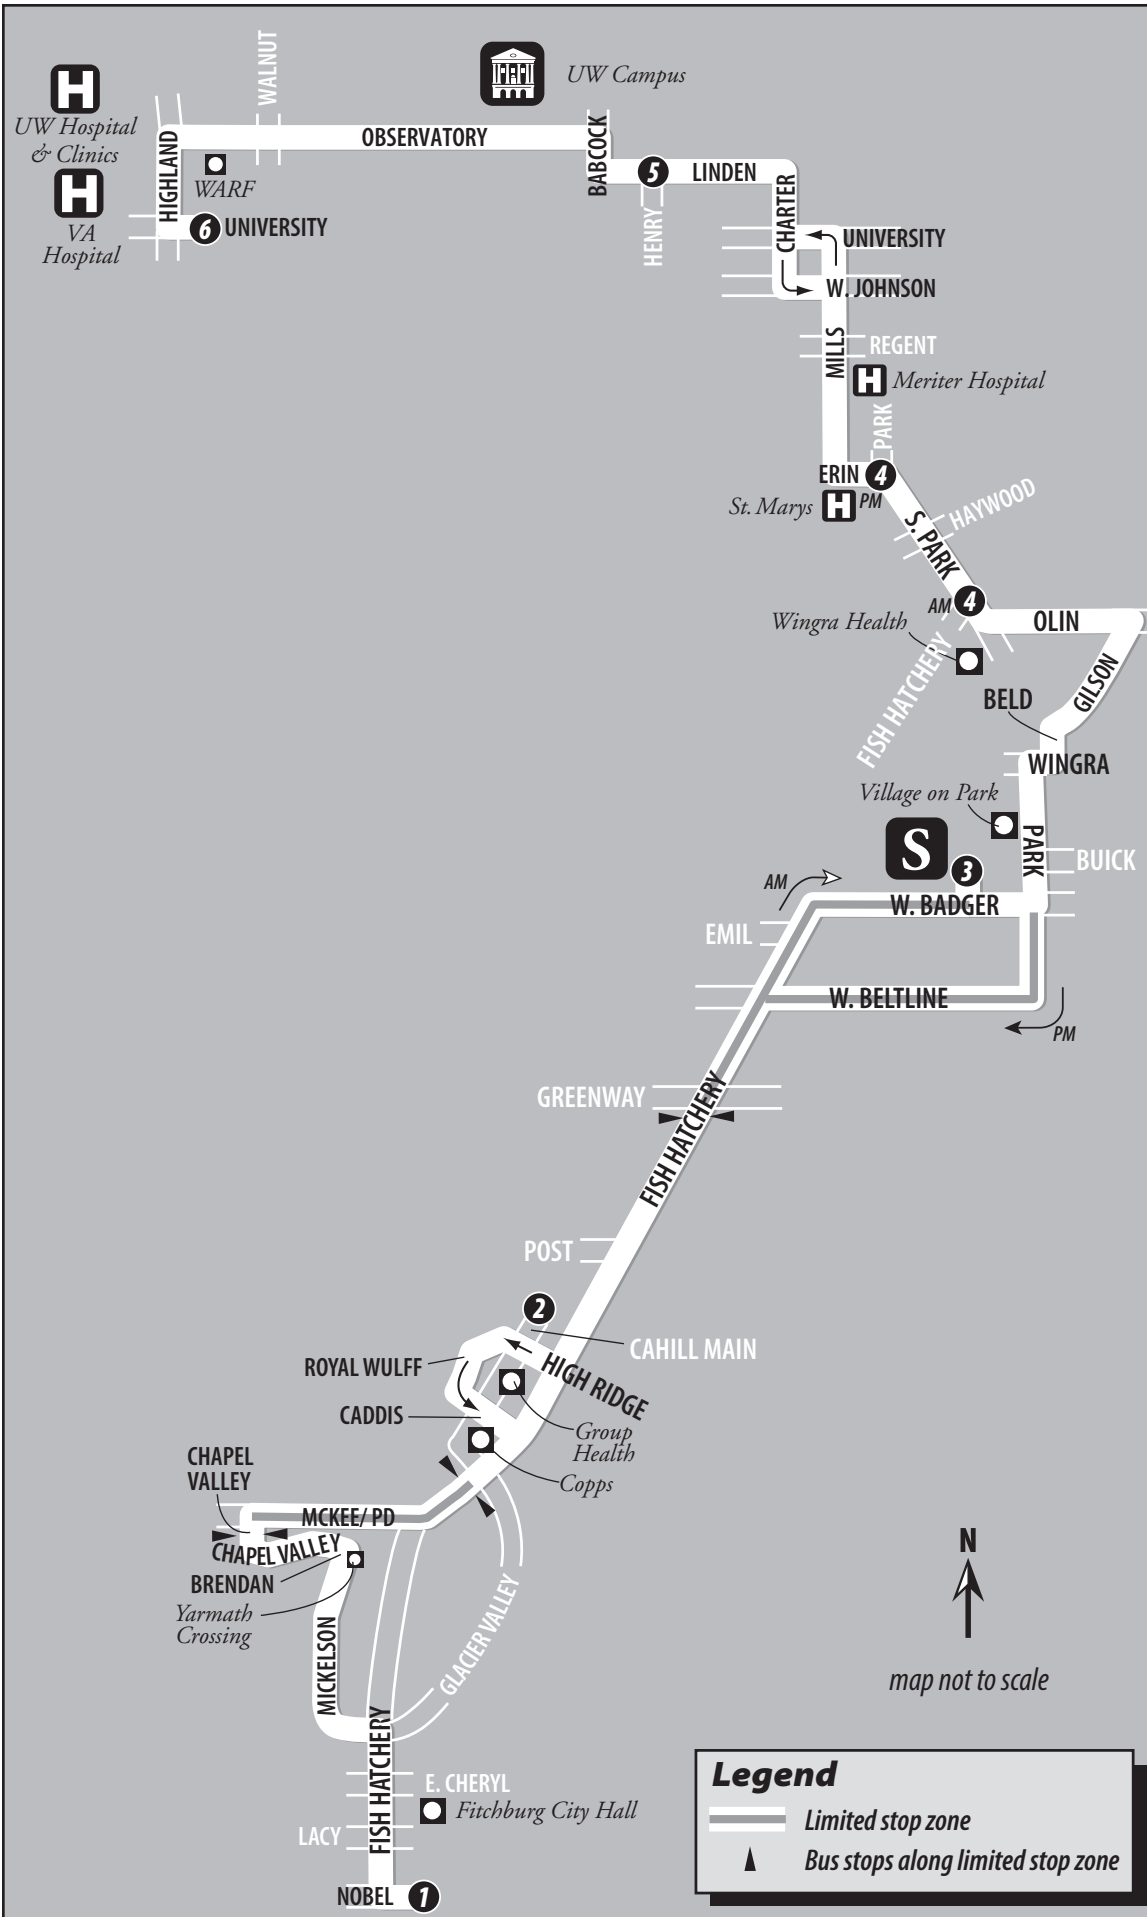 WALNUT
UW Campus
H
UW Hospital
& Clinics
H
VA
Hospital
HIGHLAND
OBSERVATORY
WARF
6 UNIVERSITY
BABCOCK
5
LINDEN
HENRY
CHARTER
UNIVERSITY
W. JOHNSON
MILLS
REGENT
H
Meriter Hospital
PARK
ERIN
4
PM
St. Marys
H
HAYWOOD
S. PARK
AM
4
OLIN
Wingra Health
FISH HATCHERY
GILSON
BELD
WINGRA
Village on Park
PARK
BUICK
S
3
AM
W. BADGER
EMIL
W. BELTLINE
PM
GREENWAY
FISH HATCHERY
POST
2
CAHILL MAIN
ROYAL WULFF
HIGH RIDGE
CADDIS
Group
Health
Copps
CHAPEL
VALLEY
MCKEE/ PD
CHAPEL VALLEY
BRENDAN
Yarmath
Crossing
GLACIER VALLEY
MICKELSON
FISH HATCHERY
E. CHERYL
Fitchburg City Hall
LACY
NOBEL
1
N
map not to scale
Legend
Limited stop zone
Bus stops along limited stop zone